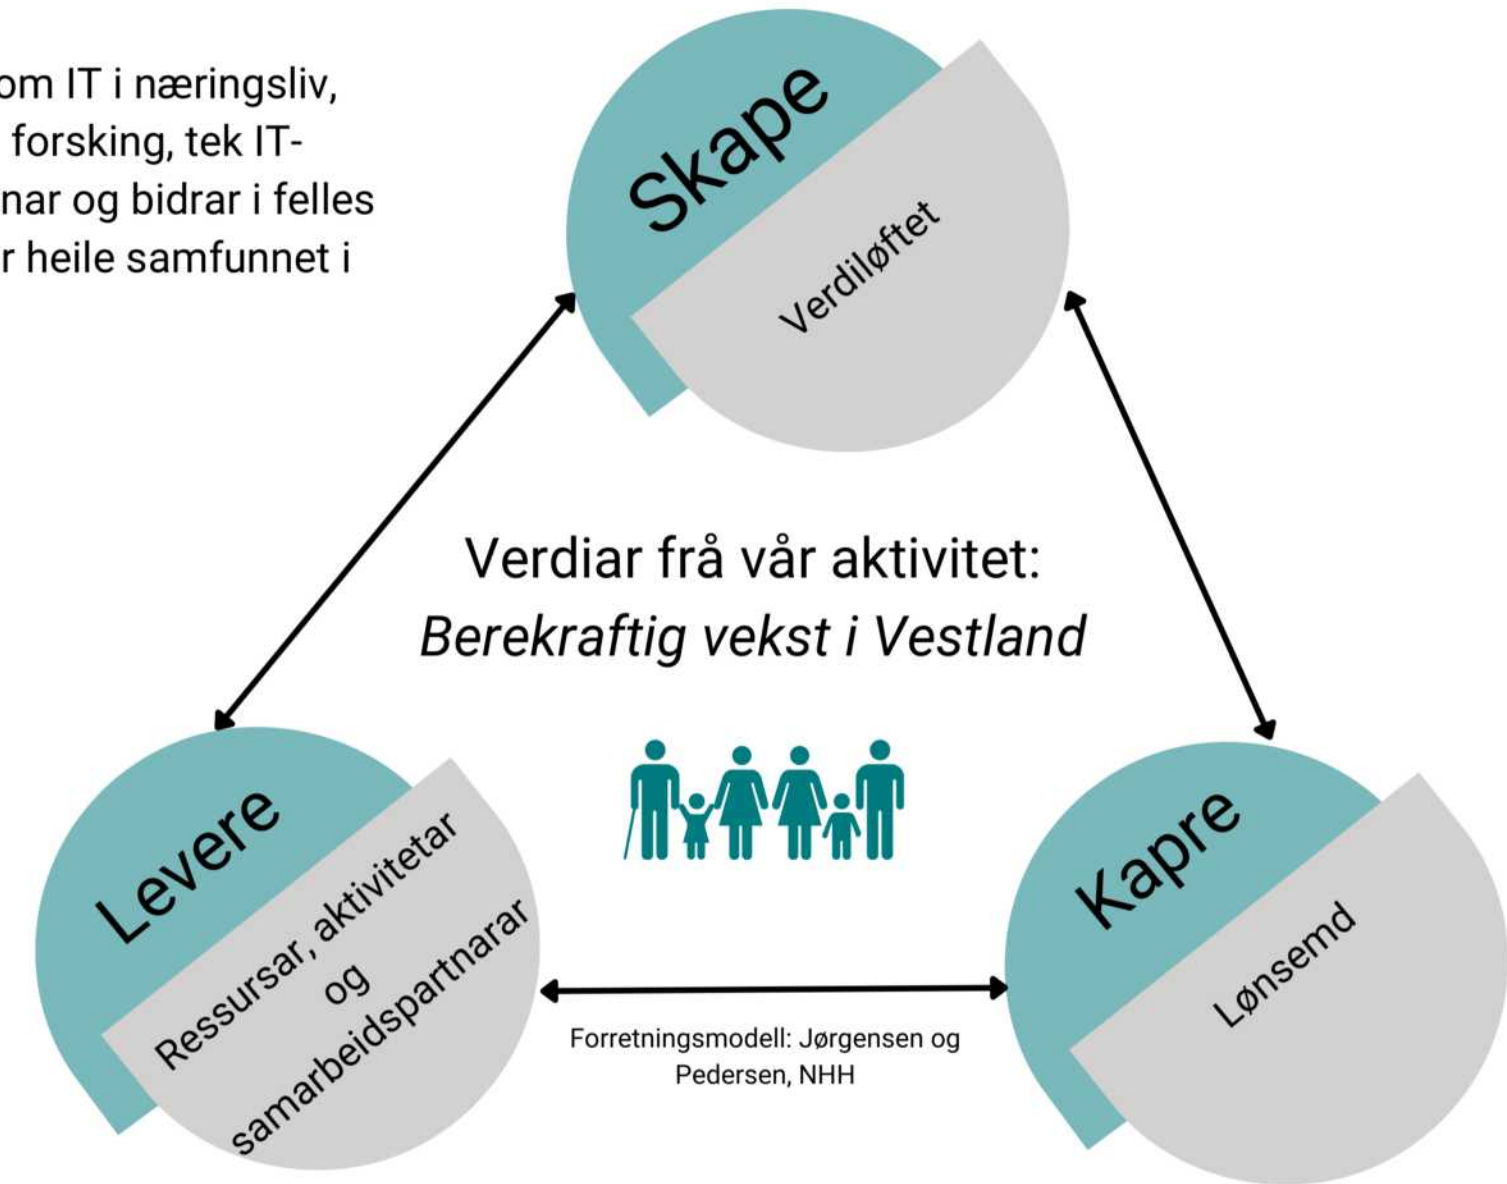 om IT i næringsliv,
forsking, tek IT-
nar og bidrar i felles
r heile samfunnet i
Skape
Verdiløftet
Verdiar frå vår aktivitet:
Berekraftig vekst i Vestland
Levere
Ressursar, aktivitetar
og
samarbeidspartnarar
Kapre
Lønsemd
Forretningsmodell: Jørgensen og
Pedersen, NHH